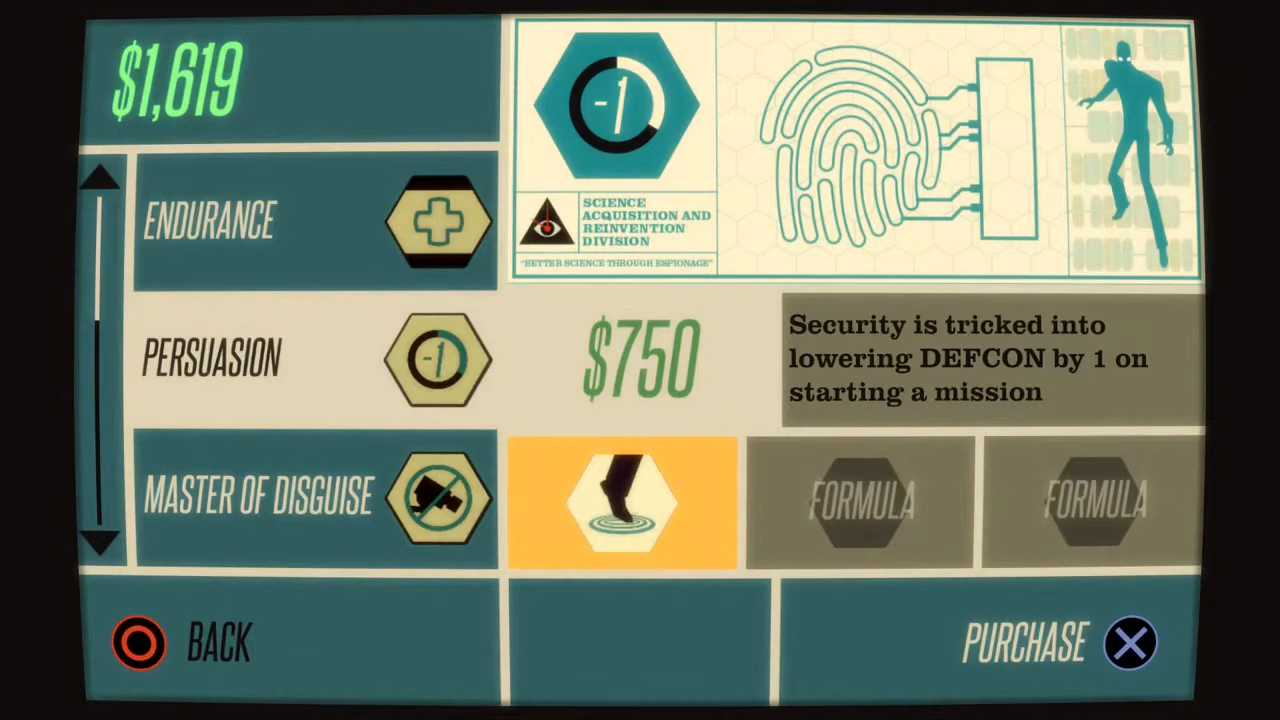 $1,619
-1
SCIENCE
ACQUISITION AND
REINVENTION
DIVISION
"BETTER SCIENCE THROUGH ESPIONAGE"
ENDURANCE
PERSUASION
-1
$750
Security is tricked into
lowering DEFCON by 1 on
starting a mission
MASTER OF DISGUISE
FORMULA
FORMULA
BACK
PURCHASE